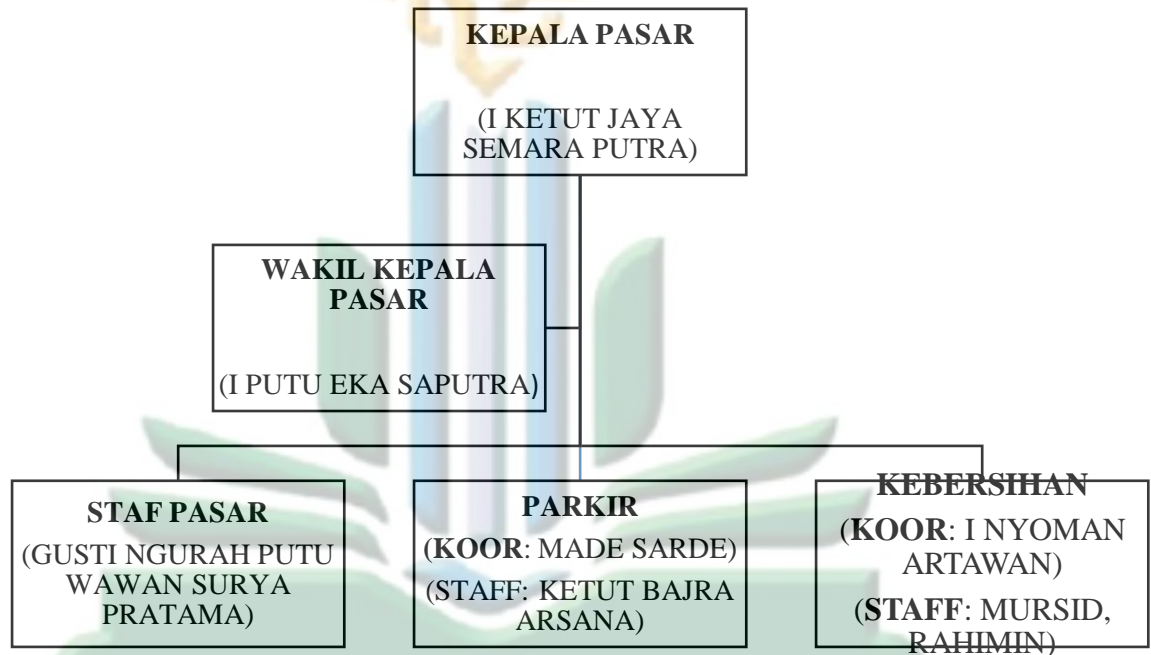 KEPALA PASAR
(I KETUT JAYA
SEMARA PUTRA)
WAKIL KEPALA
PASAR
(I PUTU EKA SAPUTRA)
STAF PASAR
(GUSTI NGURAH PUTU
WAWAN SURYA
PRATAMA)
PARKIR
(KOOR: MADE SARDE)
(STAFF: KETUT BAJRA
ARSANA)
KEBERSIHAN
(KOOR: I NYOMAN
ARTAWAN)
(STAFF: MURSID,
RAHIMIN)